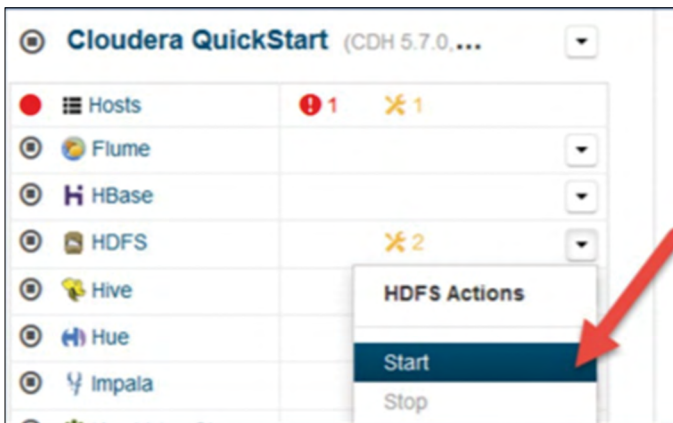 Cloudera QuickStart (CDH 5.7.0,...
Hosts 1 1
Flume
HBase
HDFS 2
Hive
HDFS Actions
Hue
Start
Impala
Stop